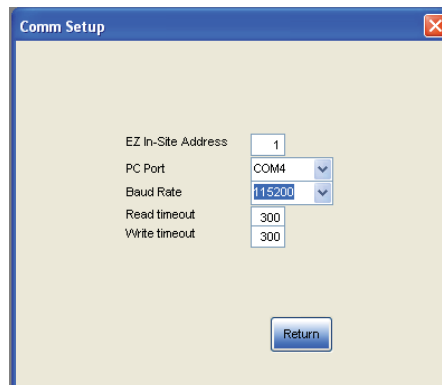 Comm Setup
EZ In-Site Address 1
PC Port COM4
Baud Rate 115200
Read timeout 300
Write timeout 300
Return